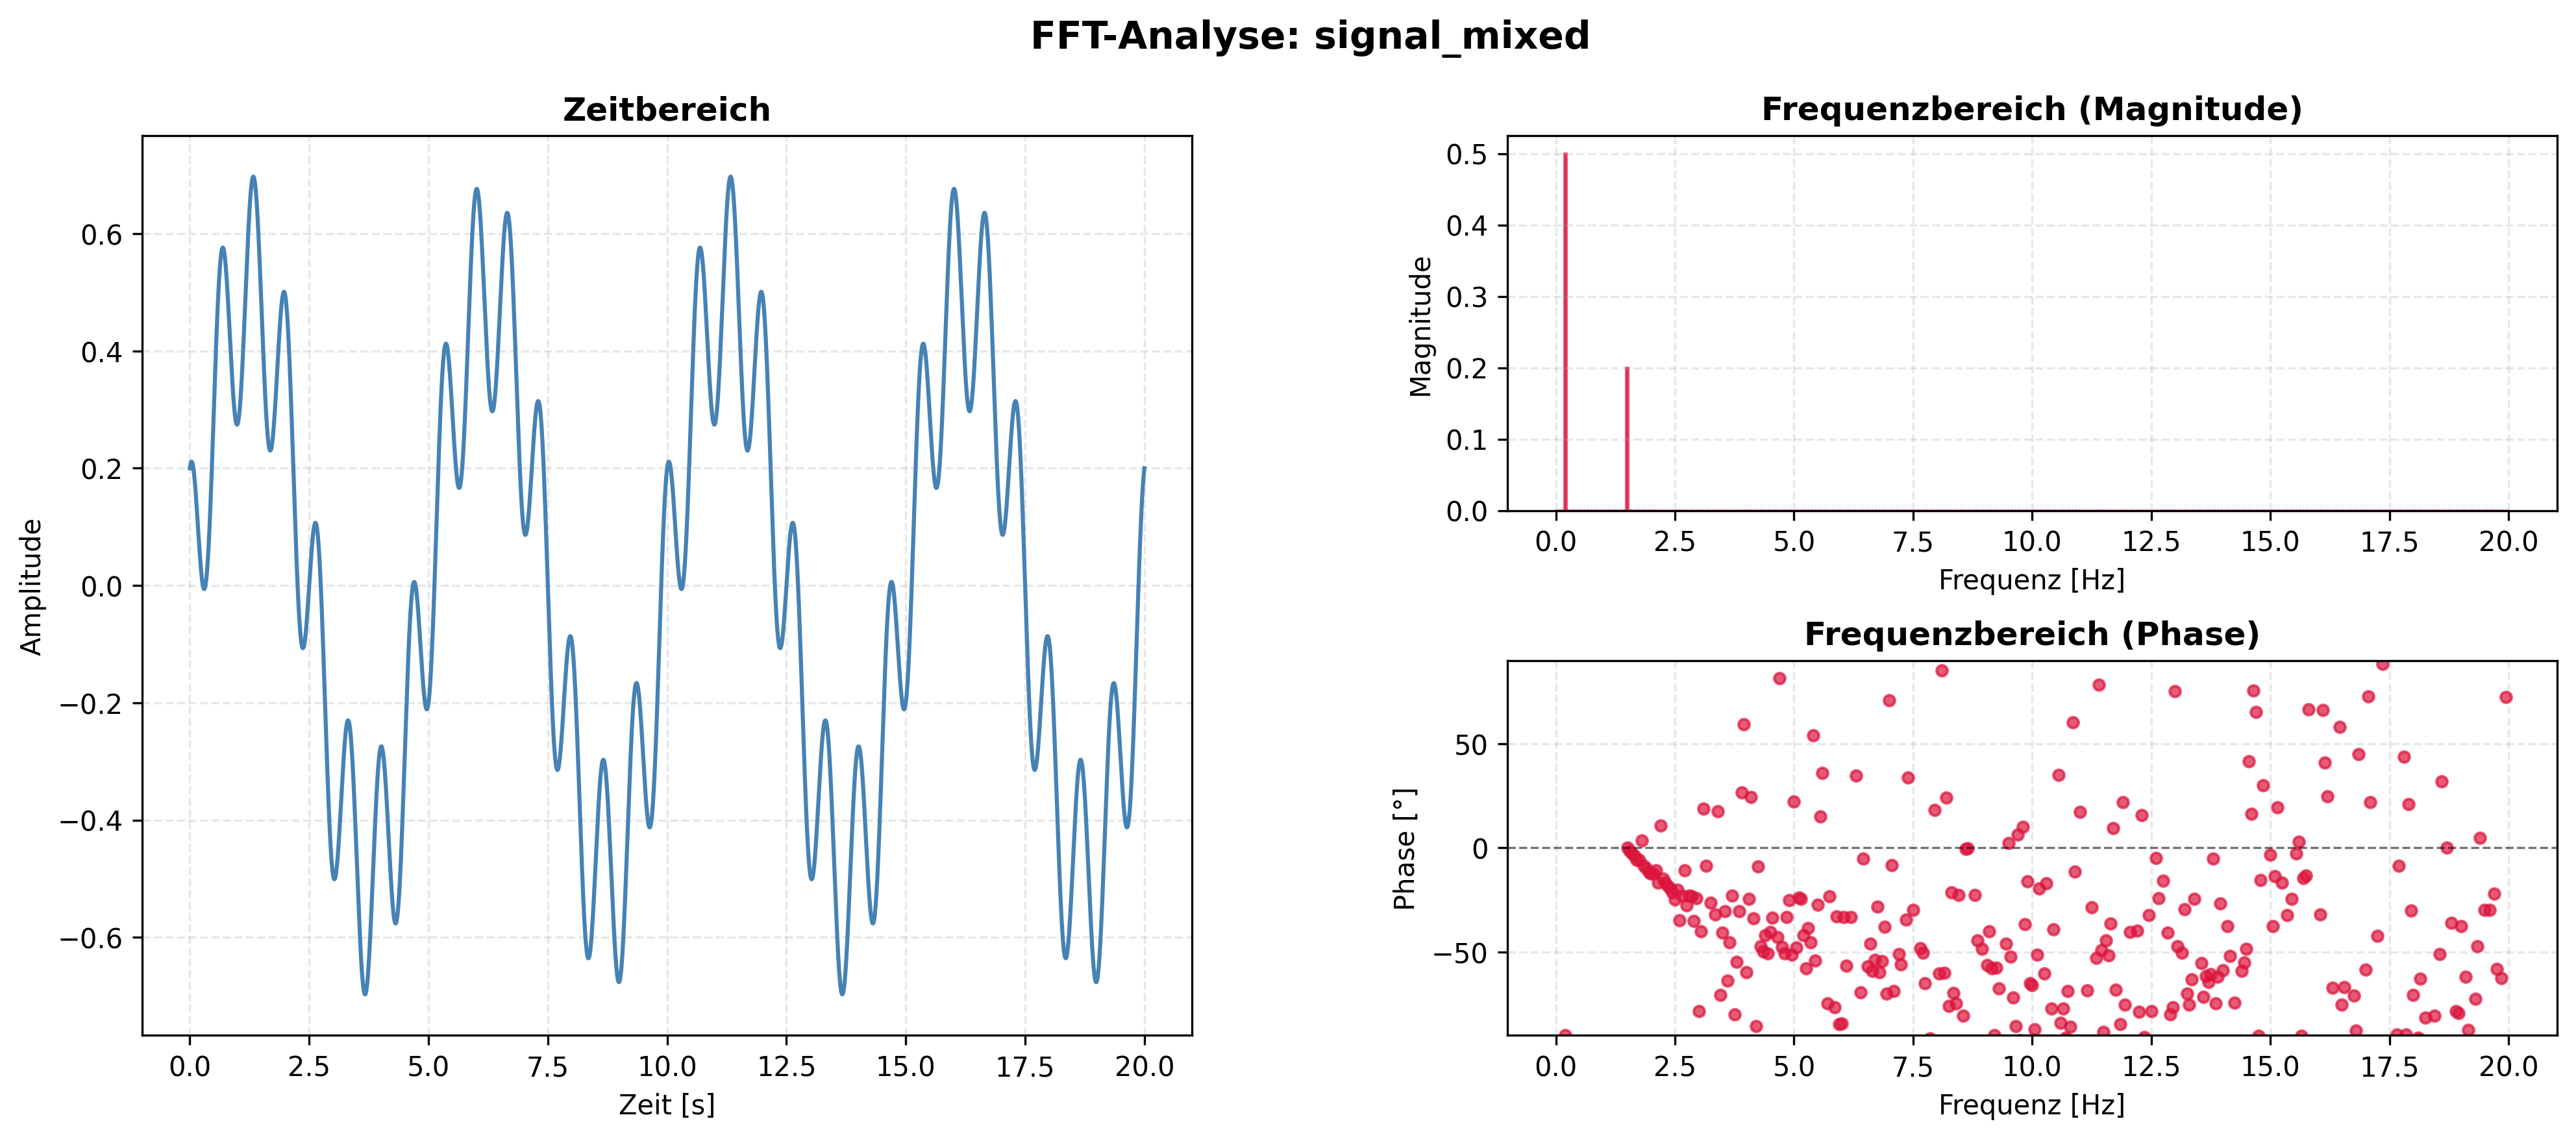 FFT-Analyse: signal_mixed
Zeitbereich
Amplitude
0.6
0.4
0.2
0.0
−0.2
−0.4
−0.6
0.0 2.5 5.0 7.5 10.0 12.5 15.0 17.5 20.0
Zeit [s]
Frequenzbereich (Magnitude)
Magnitude
0.5
0.4
0.3
0.2
0.1
0.0
0.0 2.5 5.0 7.5 10.0 12.5 15.0 17.5 20.0
Frequenz [Hz]
Frequenzbereich (Phase)
Phase [°]
50
0
−50
0.0 2.5 5.0 7.5 10.0 12.5 15.0 17.5 20.0
Frequenz [Hz]